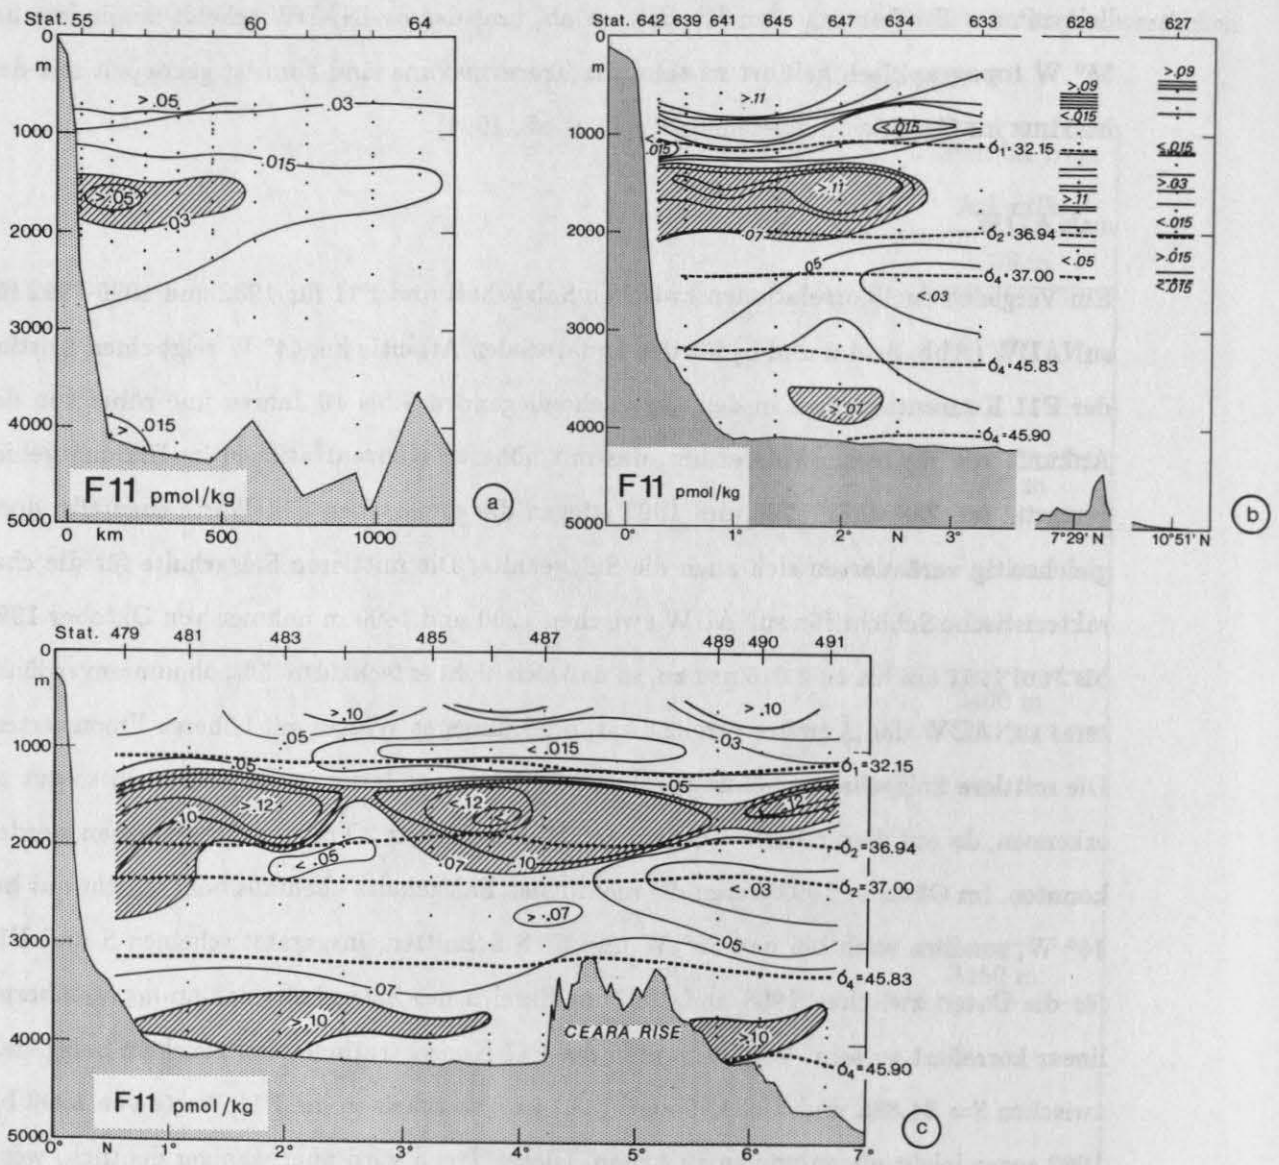 Stat. 55 60 64
0
m
>.05 .03
1000
.015
>.05
2000 .03
3000
4000 > .015
F11 pmol/kg
a
5000
0 km 500 1000
Stat. 642 639 641 645 647 634 633 628 627
0
m
>.11 >.09 >.09
1000 <.015 <.015
.015 σ₁·32.15 <.015
>.11 >.11 >.03
2000 .07 σ₂·36.94 <.015
.05 σ₂·37.00 <.05 >.015
<.03 <.015
3000
σ₄·45.83
>.07
4000 σ₄·45.90
F11 pmol/kg
5000 b
0° 1° 2° N 3° 7°29' N 10°51' N
Stat. 479 481 483 485 487 489 490 491
0
m
>.10 >.10
.05 <.015 .03
1000
.05 σ₁·32.15
.05
>.12 <.12 >.12
.10 <
2000 σ₂·36.94
<.05 .07 .10
<.03 σ₂·37.00
>.07
3000 .05
σ₄·45.83
.07
>.10
4000 CEARA RISE >.10
σ₄·45.90
F11 pmol/kg
c
5000
0° N 1° 2° 3° 4° 5° 6° 7°